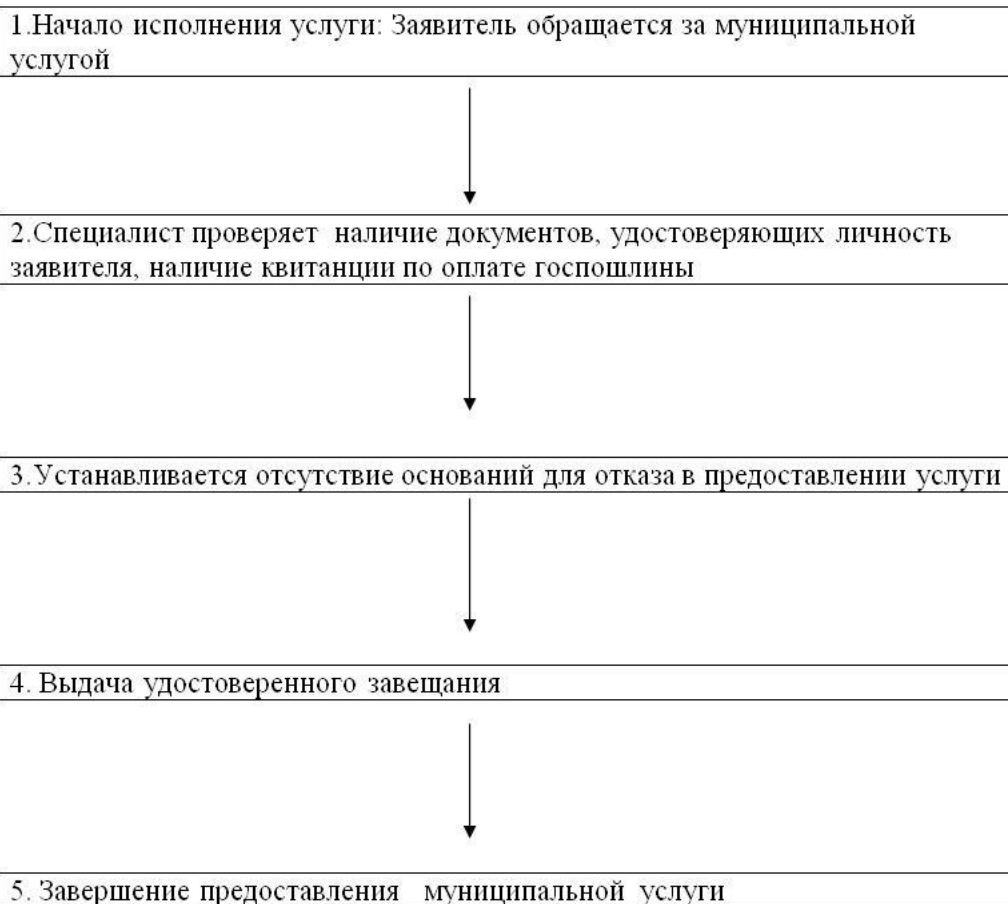 1.Начало исполнения услуги: Заявитель обращается за муниципальной
услугой
2.Специалист проверяет наличие документов, удостоверяющих личность
заявителя, наличие квитанции по оплате госпошлины
3.Устанавливается отсутствие оснований для отказа в предоставлении услуги
4. Выдача удостоверенного завещания
5. Завершение предоставления муниципальной услуги